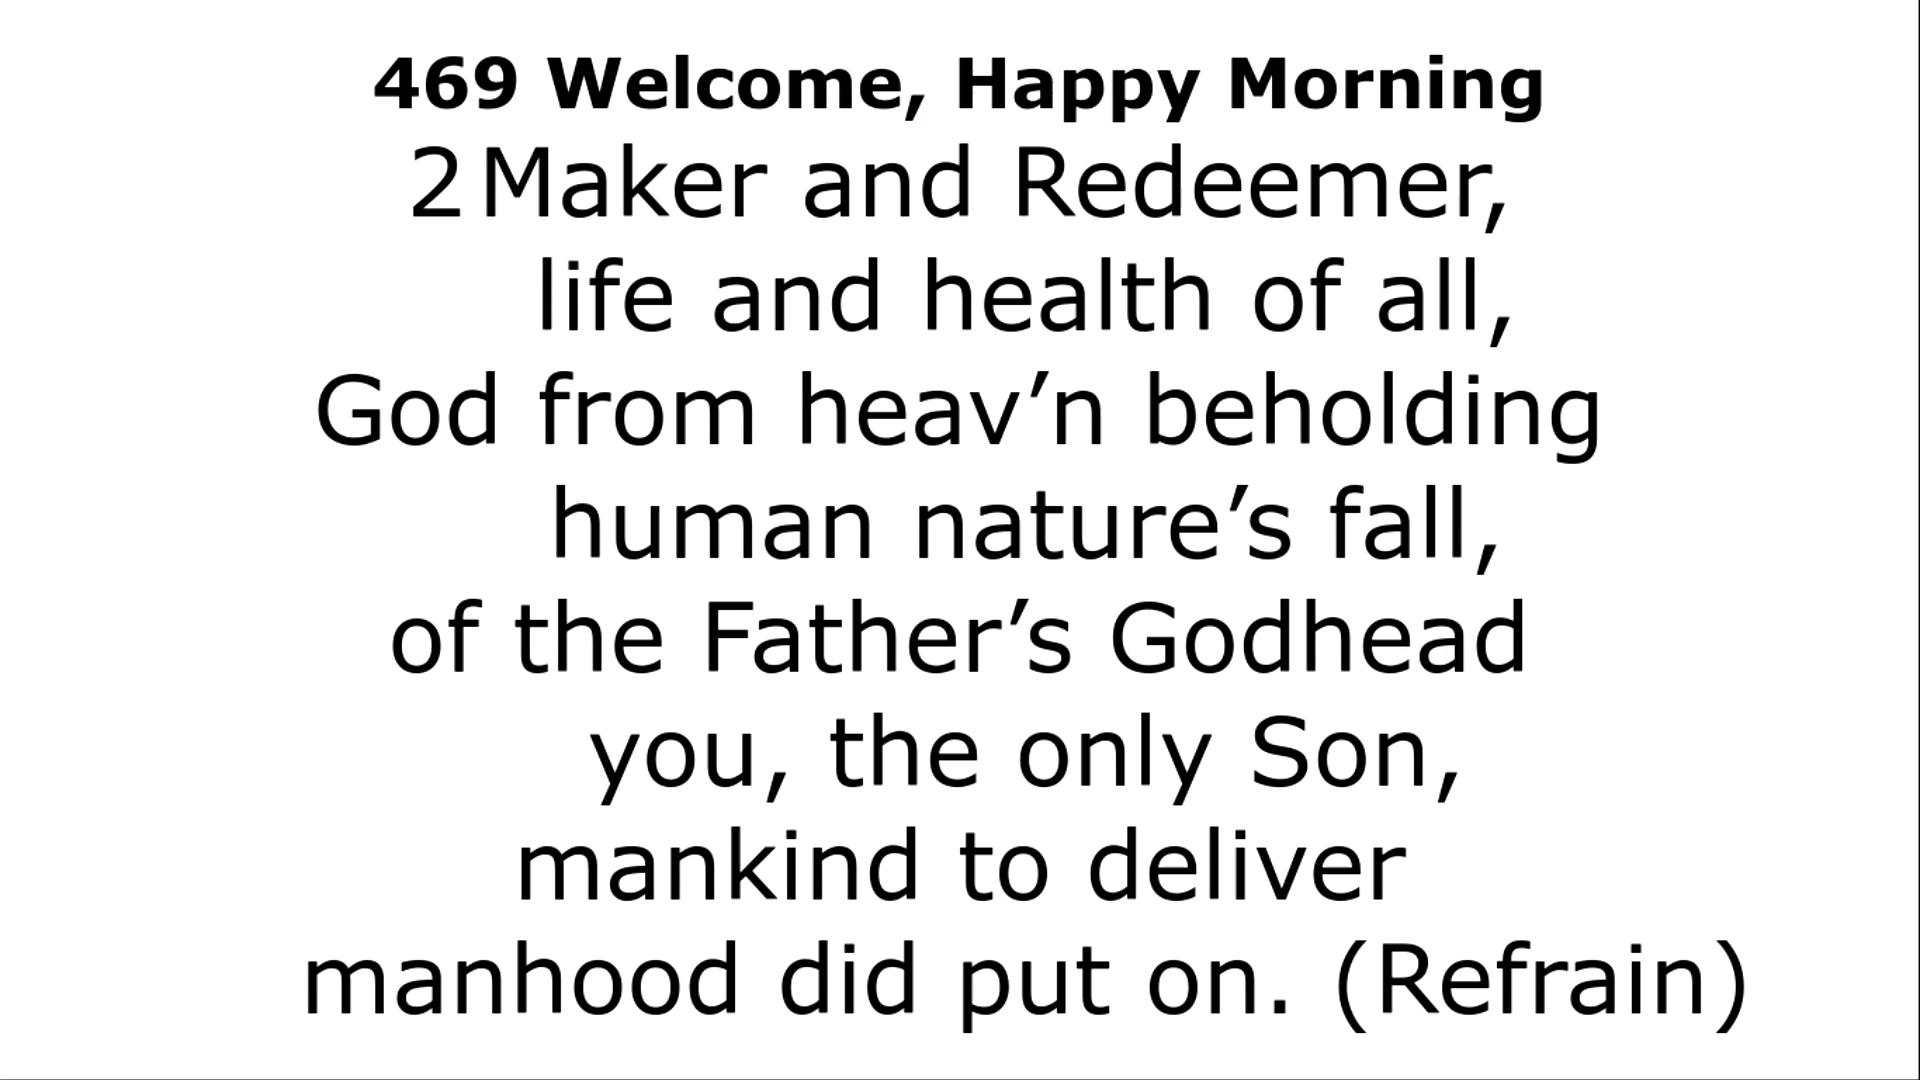 469 Welcome, Happy Morning
2 Maker and Redeemer,
life and health of all,
God from heav’n beholding
human nature’s fall,
of the Father’s Godhead
you, the only Son,
mankind to deliver
manhood did put on. (Refrain)